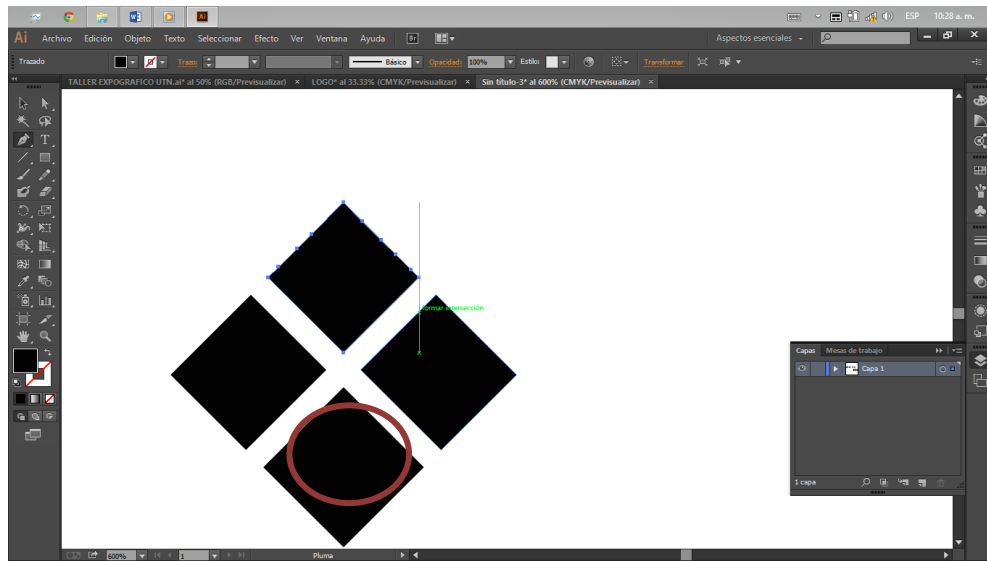 Ai
ESP 10:28 a. m.
Ai Archivo Edición Objeto Texto Seleccionar Efecto Ver Ventana Ayuda Br Aspectos esenciales
Trazado Trazo: Básico Opacidad: 100% Estilo: Transformar
TALLER EXPOGRAFICO UTN.ai* al 50% (RGB/Previsualizar) × LOGO* al 33.33% (CMYK/Previsualizar) × Sin título-3* al 600% (CMYK/Previsualizar) ×
T
formar intersección
Capas Mesas de trabajo
Capa 1
1 capa
600% 1 Pluma